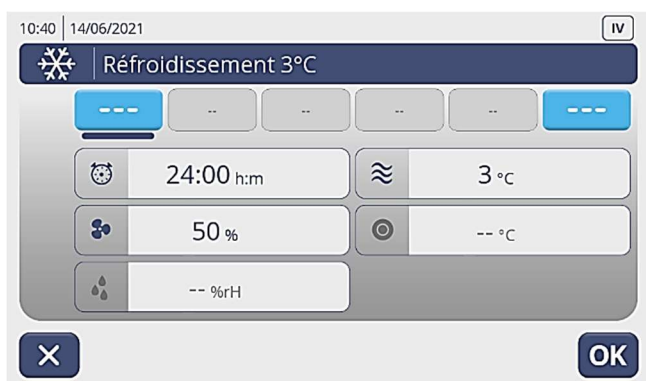 10:40 14/06/2021 IV
Réfroidissement 3°C
--- -- -- -- -- ---
24:00 h:m 3 °C
50 % -- °C
-- %rH
OK